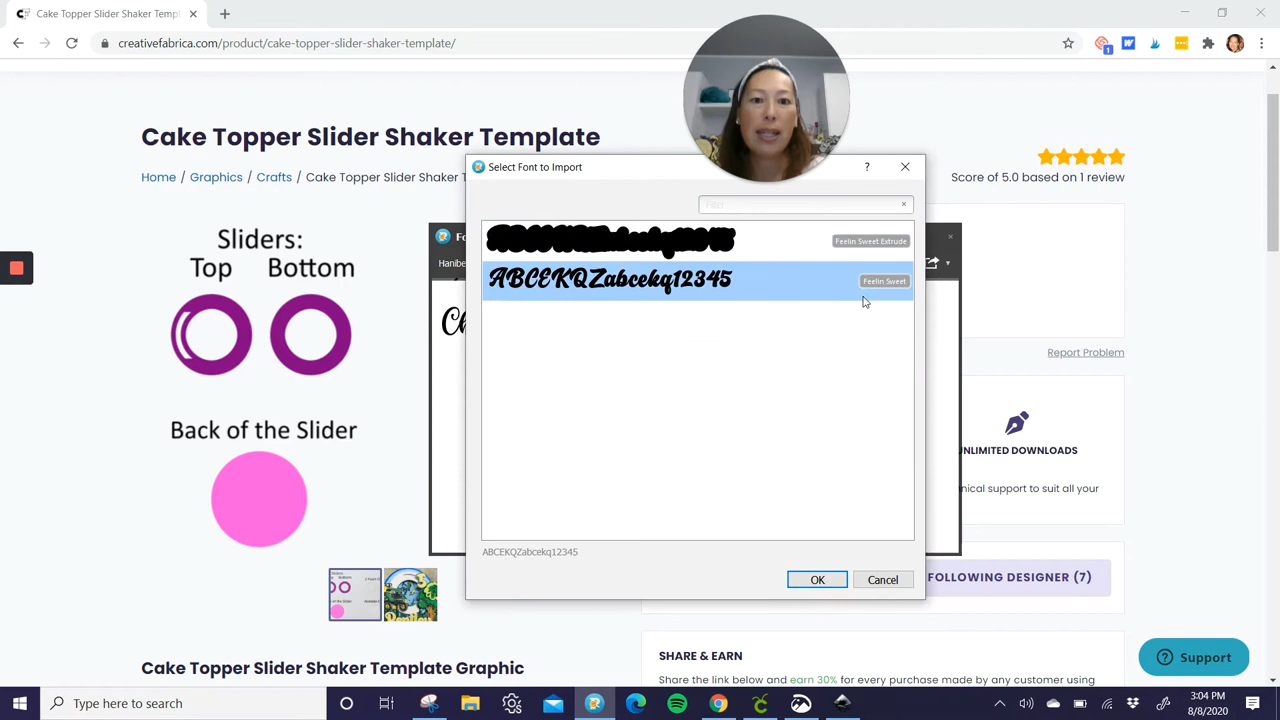 Cake Topper Slider Shaker Templ
creativefabrica.com/product/cake-topper-slider-shaker-template/
1
Cake Topper Slider Shaker Template
Home / Graphics / Crafts / Cake Topper Slider Shaker T
Score of 5.0 based on 1 review
Select Font to Import
?
Filter
Feelin Sweet Extrude
ABCEKQZabcekq12345
Feelin Sweet
ABCEKQZabcekq12345
OK
Cancel
Fo
Hanibe
Ch
Sliders:
Top Bottom
Back of the Slider
Report Problem
UNLIMITED DOWNLOADS
nical support to suit all your
FOLLOWING DESIGNER (7)
Cake Topper Slider Shaker Template Graphic
SHARE & EARN
Share the link below and earn 30% for every purchase made by any customer using
Support
Type here to search
3:04 PM
8/8/2020